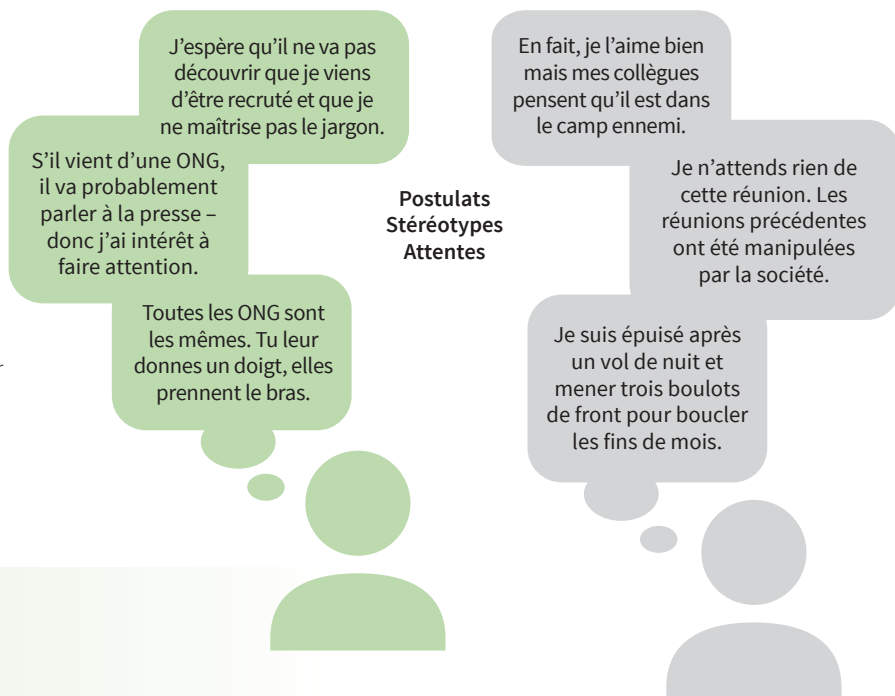 J’espère qu’il ne va pas
découvrir que je viens
d’être recruté et que je
ne maîtrise pas le jargon.
S’il vient d’une ONG,
il va probablement
parler à la presse –
donc j’ai intérêt à
faire attention.
Toutes les ONG sont
les mêmes. Tu leur
donnes un doigt, elles
prennent le bras.
Postulats
Stéréotypes
Attentes
En fait, je l’aime bien
mais mes collègues
pensent qu’il est dans
le camp ennemi.
Je n’attends rien de
cette réunion. Les
réunions précédentes
ont été manipulées
par la société.
Je suis épuisé après
un vol de nuit et
mener trois boulots
de front pour boucler
les fins de mois.